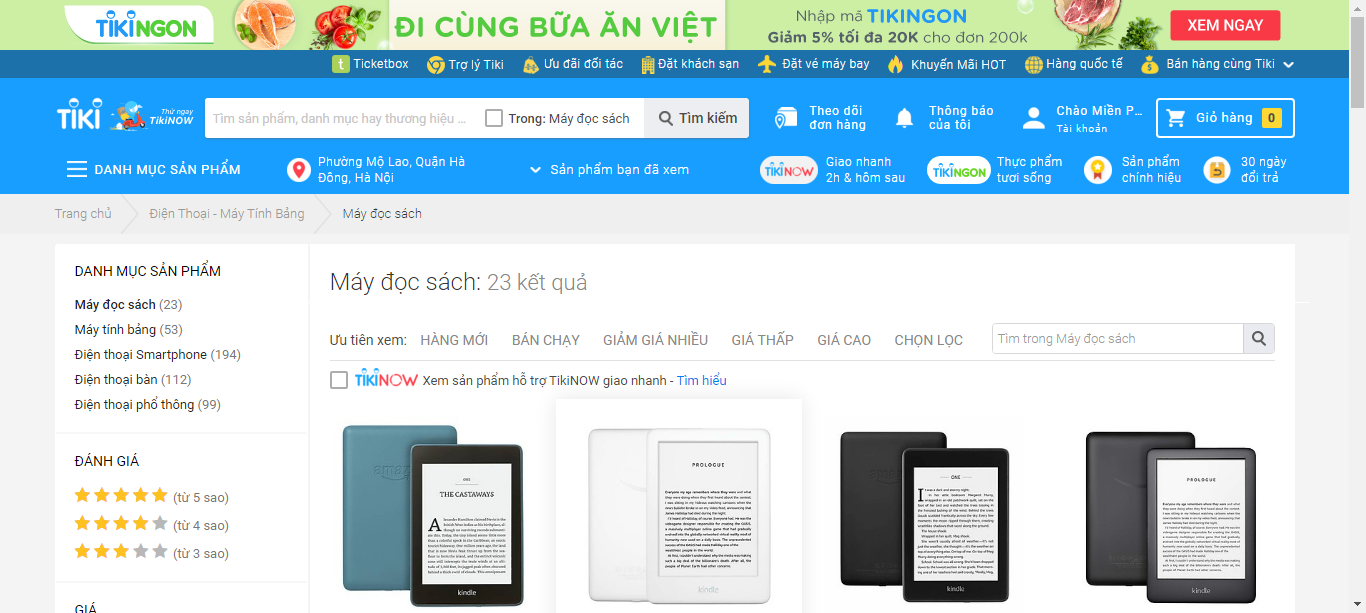 TIKINGON
ĐI CÙNG BỮA ĂN VIỆT
Nhập mã TIKINGON
Giảm 5% tối đa 20K cho đơn 200k
XEM NGAY
Ticketbox
Trợ lý Tiki
Ưu đãi đối tác
Đặt khách sạn
Đặt vé máy bay
Khuyến Mãi HOT
Hàng quốc tế
Bán hàng cùng Tiki
TIKI
Thử ngay
TikiNOW
Tìm sản phẩm, danh mục hay thương hiệu ...
Trong: Máy đọc sách
Tìm kiếm
Theo dõi
đơn hàng
Thông báo
của tôi
Chào Miền P...
Tài khoản
Giỏ hàng
0
DANH MỤC SẢN PHẨM
Phường Mộ Lao, Quận Hà
Đông, Hà Nội
Sản phẩm bạn đã xem
TIKINOW
Giao nhanh
2h & hôm sau
TIKINGON
Thực phẩm
tươi sống
Sản phẩm
chính hiệu
30 ngày
đổi trả
Trang chủ
Điện Thoại - Máy Tính Bảng
Máy đọc sách
DANH MỤC SẢN PHẨM
Máy đọc sách (23)
Máy tính bảng (53)
Điện thoại Smartphone (194)
Điện thoại bàn (112)
Điện thoại phổ thông (99)
ĐÁNH GIÁ
(từ 5 sao)
(từ 4 sao)
(từ 3 sao)
GIÁ
Máy đọc sách: 23 kết quả
Ưu tiên xem:
HÀNG MỚI
BÁN CHẠY
GIẢM GIÁ NHIỀU
GIÁ THẤP
GIÁ CAO
CHỌN LỌC
Tìm trong Máy đọc sách
TIKINOW Xem sản phẩm hỗ trợ TikiNOW giao nhanh - Tìm hiểu
amazon
ONE
THE CASTAWAYS
kindle
PROLOGUE
kindle
ONE
kindle
PROLOGUE
kindle